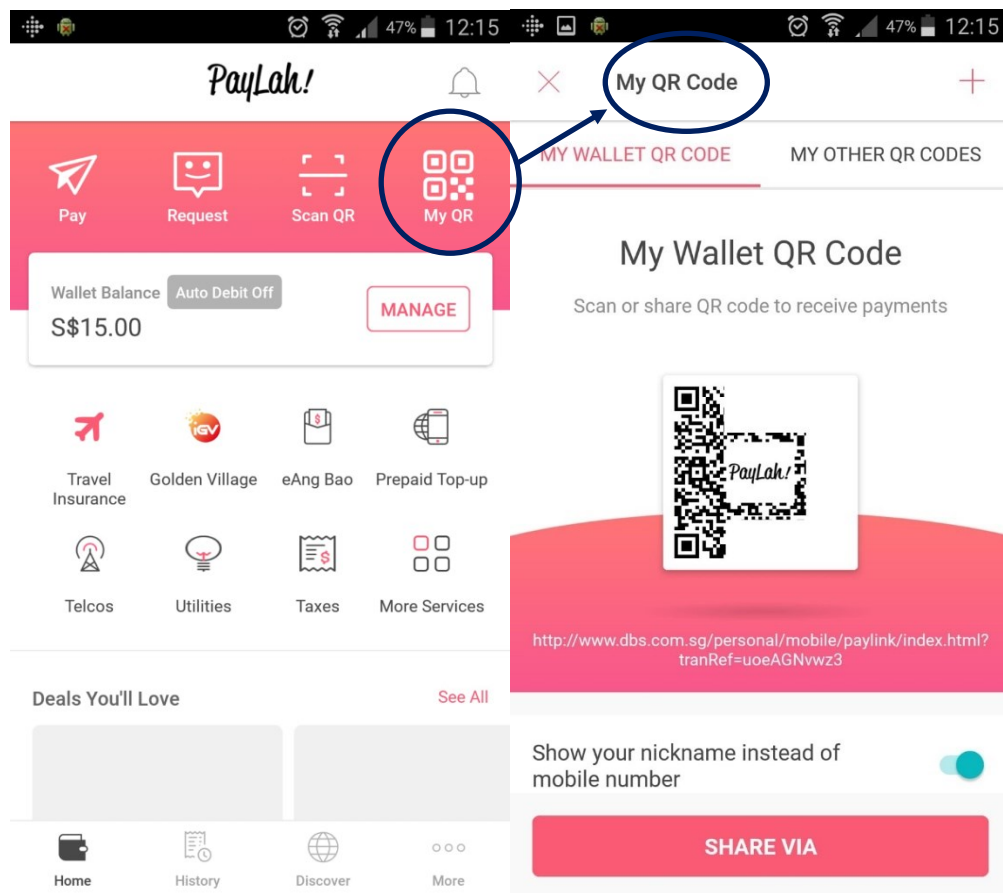 47% 12:15
PayLah!
Pay Request Scan QR My QR
Wallet Balance Auto Debit Off
S$15.00
MANAGE
iGV
Travel Insurance
Golden Village
eAng Bao
Prepaid Top-up
Telcos
Utilities
Taxes
More Services
Deals You'll Love
See All
Home History Discover More
47% 12:15
My QR Code
MY WALLET QR CODE MY OTHER QR CODES
My Wallet QR Code
Scan or share QR code to receive payments
PayLah!
http://www.dbs.com.sg/personal/mobile/paylink/index.html?
tranRef=uoeAGNvwz3
Show your nickname instead of
mobile number
SHARE VIA